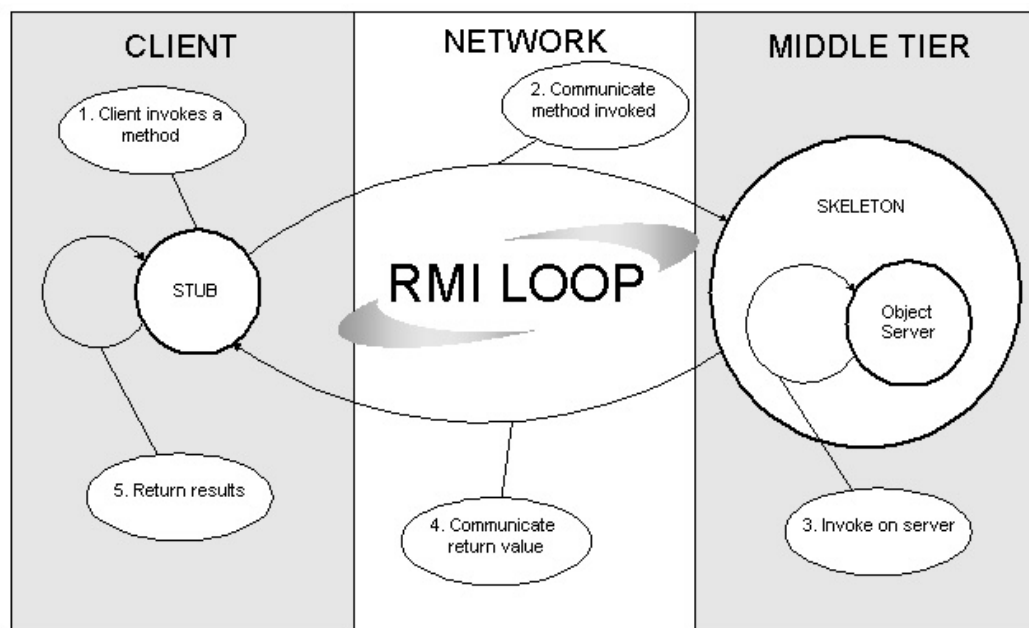 CLIENT
NETWORK
MIDDLE TIER
1. Client invokes a
method
2. Communicate
method invoked
SKELETON
STUB
RMI LOOP
Object
Server
5. Return results
4. Communicate
return value
3. Invoke on server